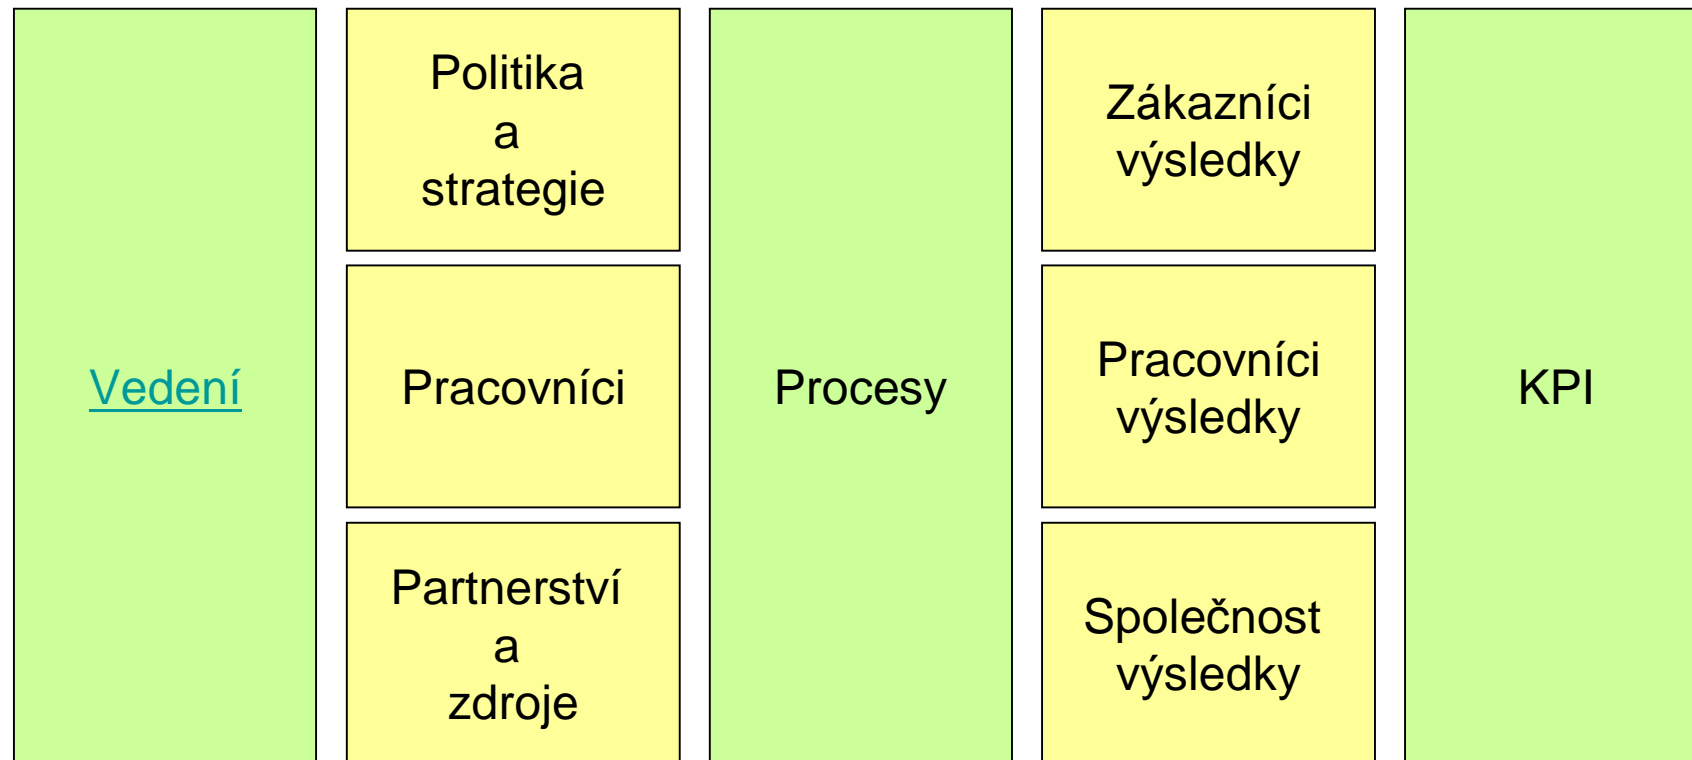 Vedení
Politika
a
strategie
Pracovníci
Partnerství
a
zdroje
Procesy
Zákazníci
výsledky
Pracovníci
výsledky
Společnost
výsledky
KPI